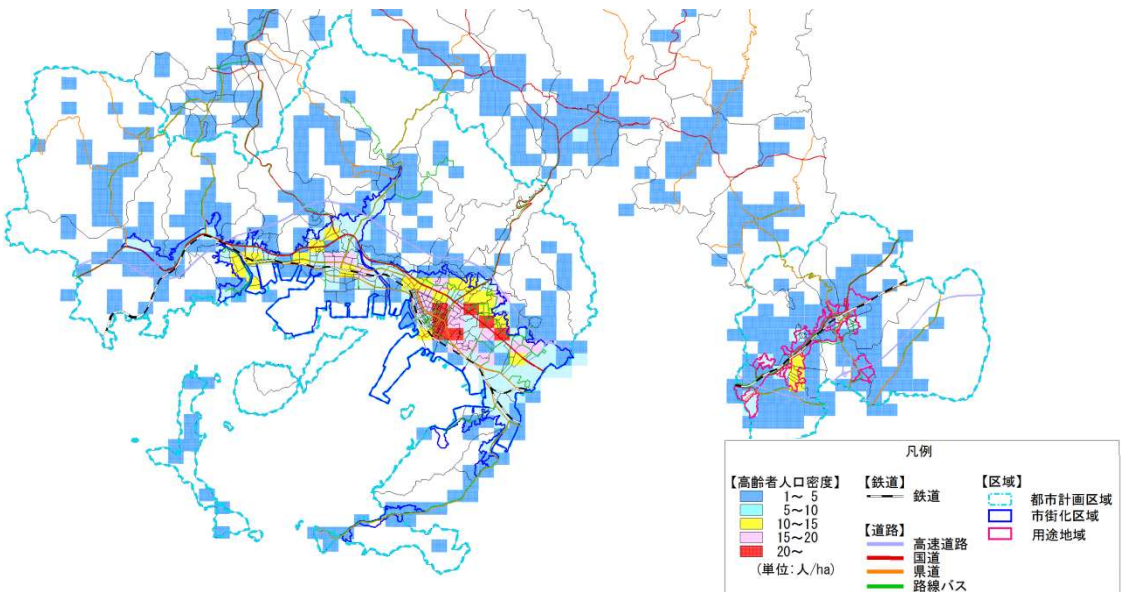 凡例
【高齢者人口密度】
1～ 5
5～10
10～15
15～20
20～
(単位：人/ha)
【鉄道】
鉄道
【道路】
高速道路
国道
県道
路線バス
【区域】
都市計画区域
市街化区域
用途地域